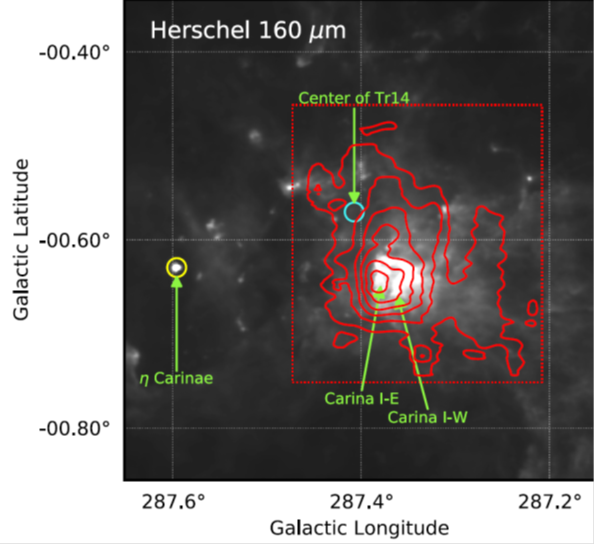 Herschel 160 μm
-00.40°
Center of Tr14
-00.60°
Galactic Latitude
η Carinae
Carina I-E
Carina I-W
-00.80°
287.6°
287.4°
287.2°
Galactic Longitude